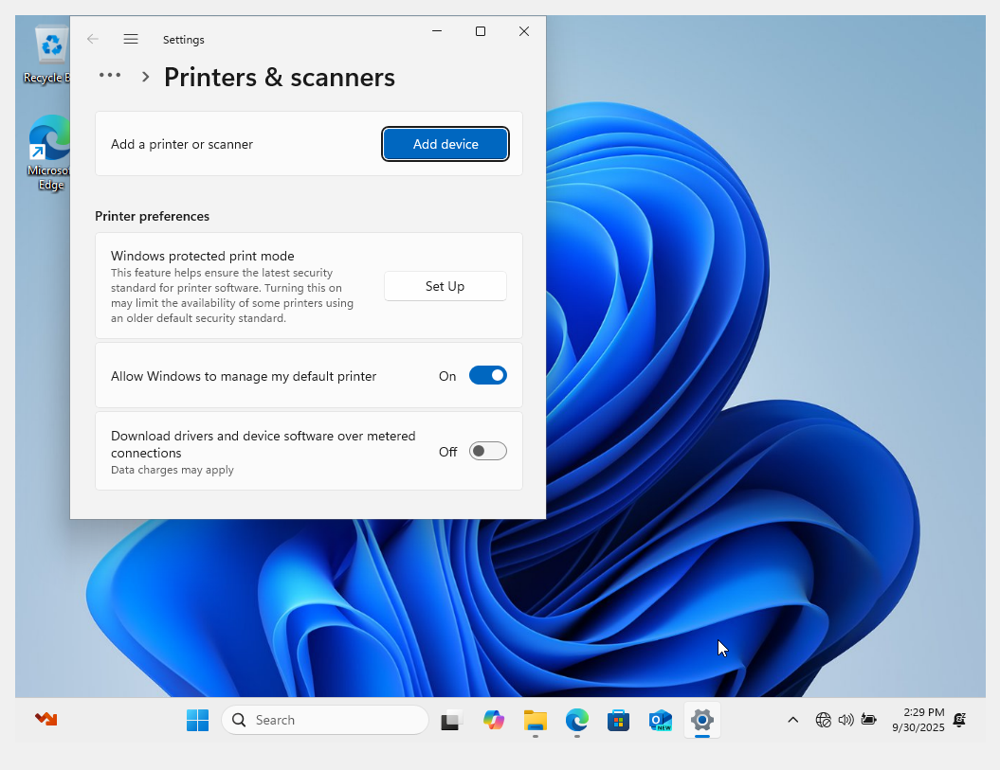 Settings
Printers & scanners
Add a printer or scanner
Add device
Printer preferences
Windows protected print mode
This feature helps ensure the latest security
standard for printer software. Turning this on
may limit the availability of some printers using
an older default security standard.
Set Up
Allow Windows to manage my default printer
On
Download drivers and device software over metered
connections
Data charges may apply
Off
Recycle
Microsof
Edge
Search
NEW
2:29 PM
9/30/2025